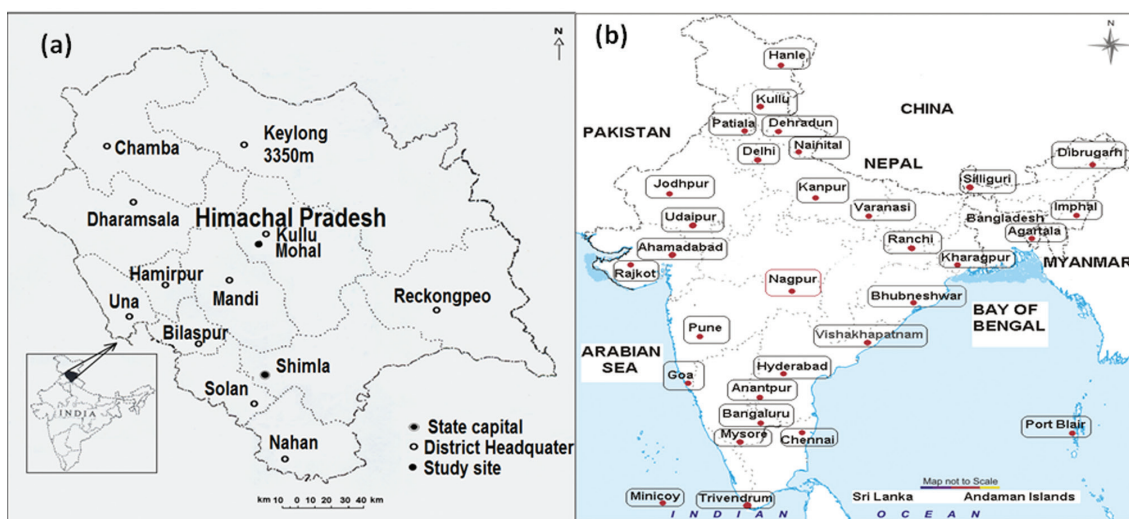 (a)
N
Chamba
Keylong
3350m
Dharamsala
Himachal Pradesh
Kullu
Mohal
Hamirpur
Mandi
Reckongpeo
Una
Bilaspur
Shimla
Solan
Nahan
INDIA
State capital
District Headquater
Study site
km 10 0 10 20 30 40 km
(b)
N
Hanle
Kullu
CHINA
PAKISTAN
Patiala
Dehradun
Delhi
Nainital
NEPAL
Dibrugarh
Silliguri
Jodhpur
Kanpur
Varanasi
Imphal
Udaipur
Bangladesh
Agartala
Ahamadabad
Ranchi
Kharagpur
MYANMAR
Rajkot
Nagpur
Bhubneshwar
BAY OF
BENGAL
Pune
Vishakhapatnam
ARABIAN
SEA
Hyderabad
Goa
Anantpur
Bangaluru
Mysore
Chennai
Port Blair
Map not to Scale
Minicoy
Trivendrum
Sri Lanka
Andaman Islands
INDIAN OCEAN